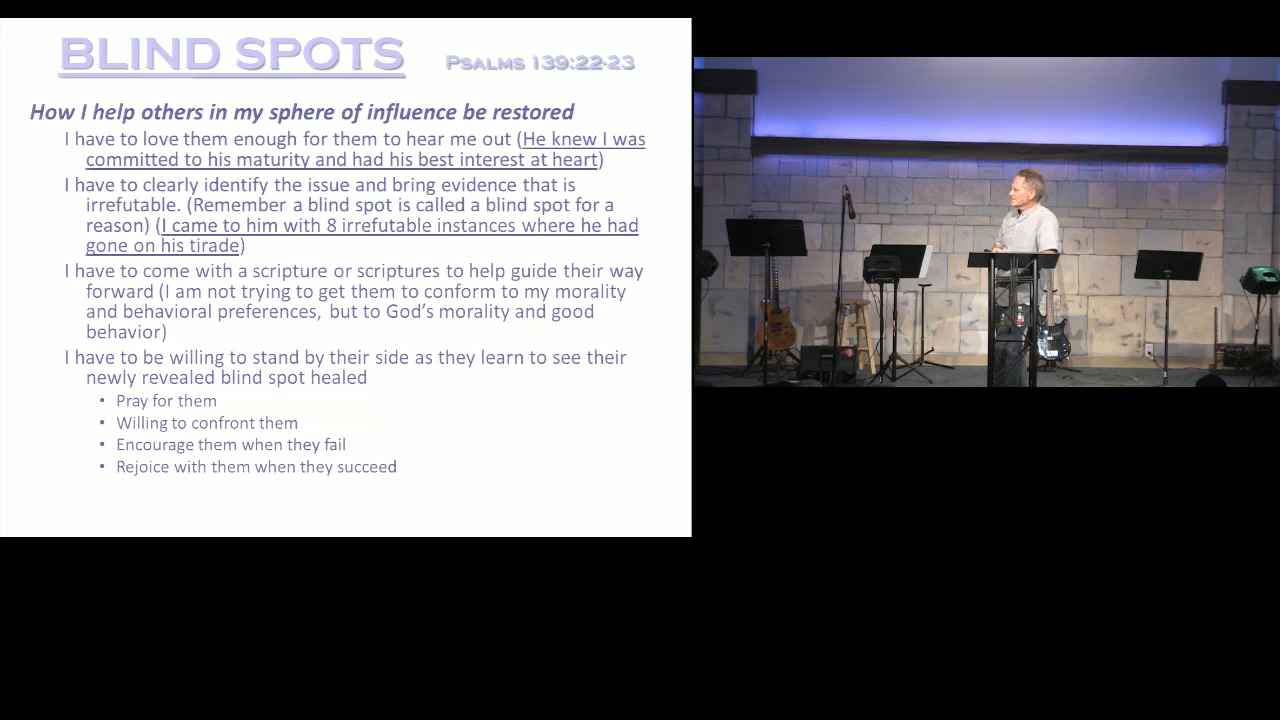 BLIND SPOTS PSALMS 139:22-23
How I help others in my sphere of influence be restored
I have to love them enough for them to hear me out (He knew I was
committed to his maturity and had his best interest at heart)
I have to clearly identify the issue and bring evidence that is
irrefutable. (Remember a blind spot is called a blind spot for a
reason) (I came to him with 8 irrefutable instances where he had
gone on his tirade)
I have to come with a scripture or scriptures to help guide their way
forward (I am not trying to get them to conform to my morality
and behavioral preferences, but to God's morality and good
behavior)
I have to be willing to stand by their side as they learn to see their
newly revealed blind spot healed
• Pray for them
• Willing to confront them
• Encourage them when they fail
• Rejoice with them when they succeed